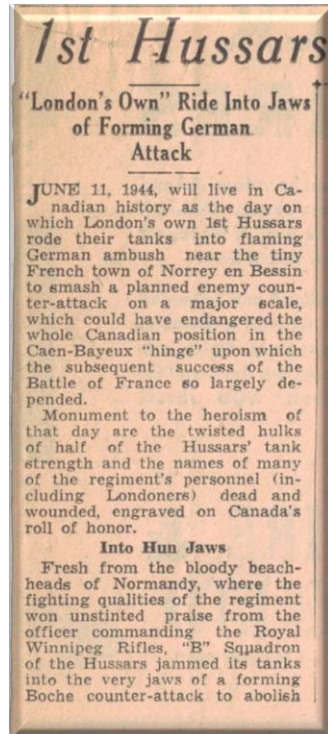 1st Hussars
"London's Own" Ride Into Jaws
of Forming German
Attack
JUNE 11, 1944, will live in Ca-
nadian history as the day on
which London's own 1st Hussars
rode their tanks into flaming
German ambush near the tiny
French town of Norrey en Bessin
to smash a planned enemy coun-
ter-attack on a major scale,
which could have endangered the
whole Canadian position in the
Caen-Bayeux "hinge" upon which
the subsequent success of the
Battle of France so largely de-
pended.
Monument to the heroism of
that day are the twisted hulks
of half of the Hussars' tank
strength and the names of many
of the regiment's personnel (in-
cluding Londoners) dead and
wounded, engraved on Canada's
roll of honor.
Into Hun Jaws
Fresh from the bloody beach-
heads of Normandy, where the
fighting qualities of the regiment
won unstinted praise from the
officer commanding the Royal
Winnipeg Rifles, "B" Squadron
of the Hussars jammed its tanks
into the very jaws of a forming
Boche counter-attack to abolish